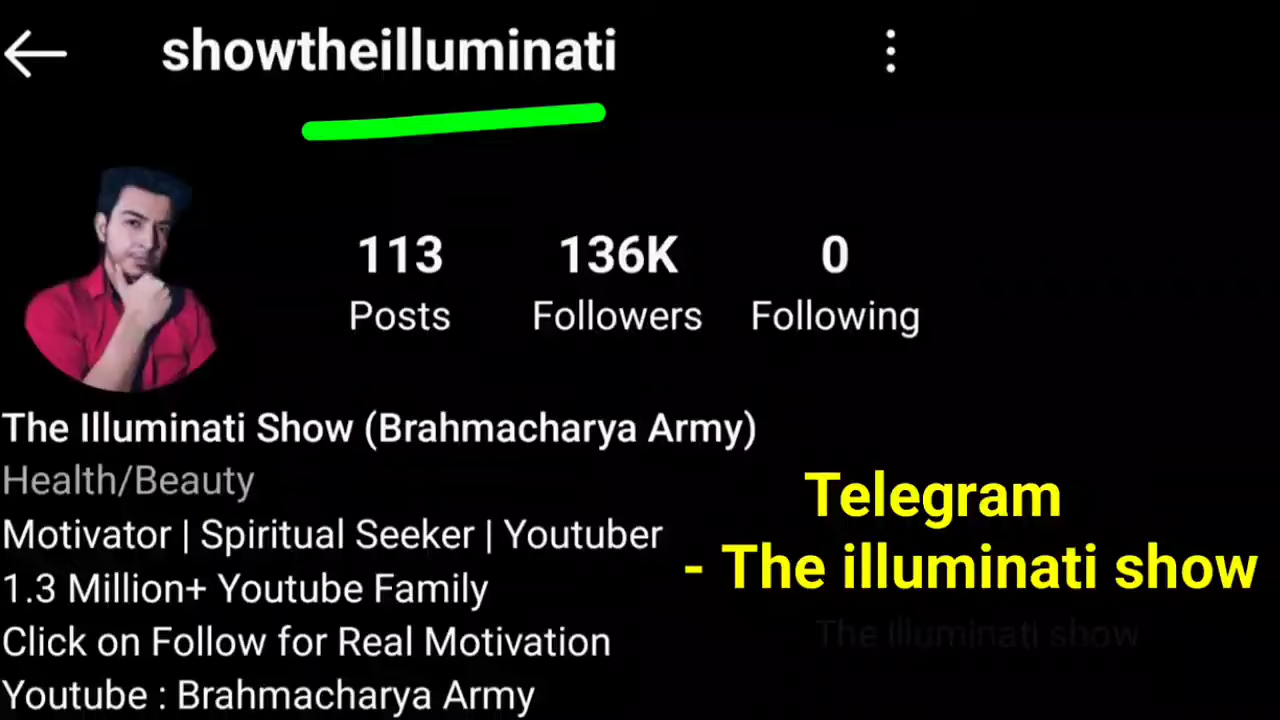 showtheilluminati
113 136K 0
Posts Followers Following
The Illuminati Show (Brahmacharya Army)
Health/Beauty
Motivator | Spiritual Seeker | Youtuber
1.3 Million+ Youtube Family
Click on Follow for Real Motivation
Youtube : Brahmacharya Army
Telegram
- The illuminati show
The illuminati show